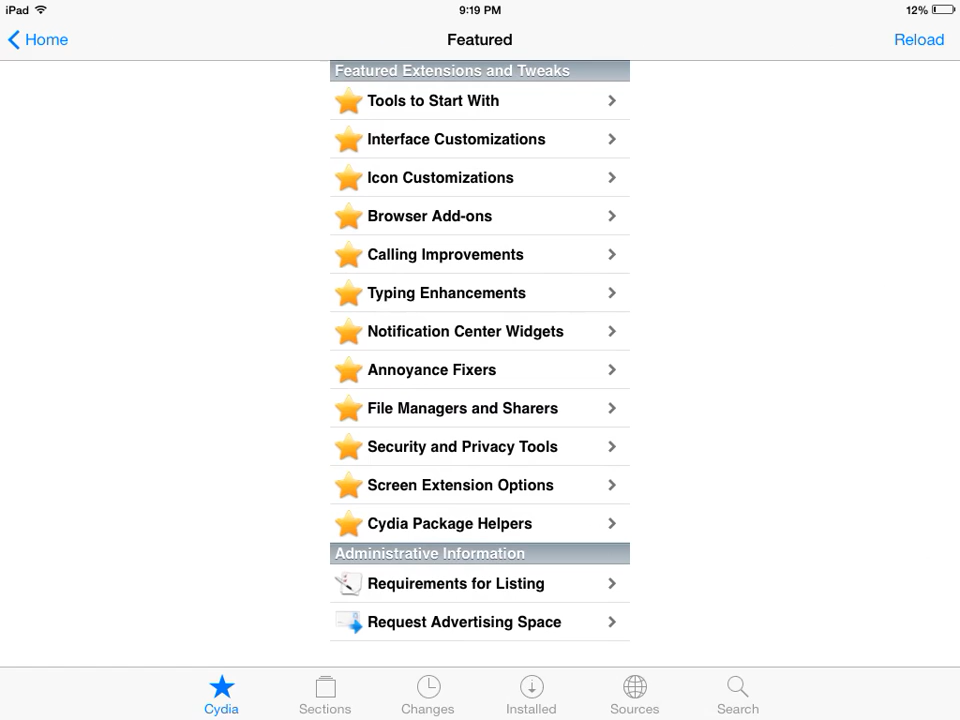 iPad 9:19 PM 12%
Home Featured Reload
Featured Extensions and Tweaks
Tools to Start With
Interface Customizations
Icon Customizations
Browser Add-ons
Calling Improvements
Typing Enhancements
Notification Center Widgets
Annoyance Fixers
File Managers and Sharers
Security and Privacy Tools
Screen Extension Options
Cydia Package Helpers
Administrative Information
Requirements for Listing
Request Advertising Space
Cydia Sections Changes Installed Sources Search